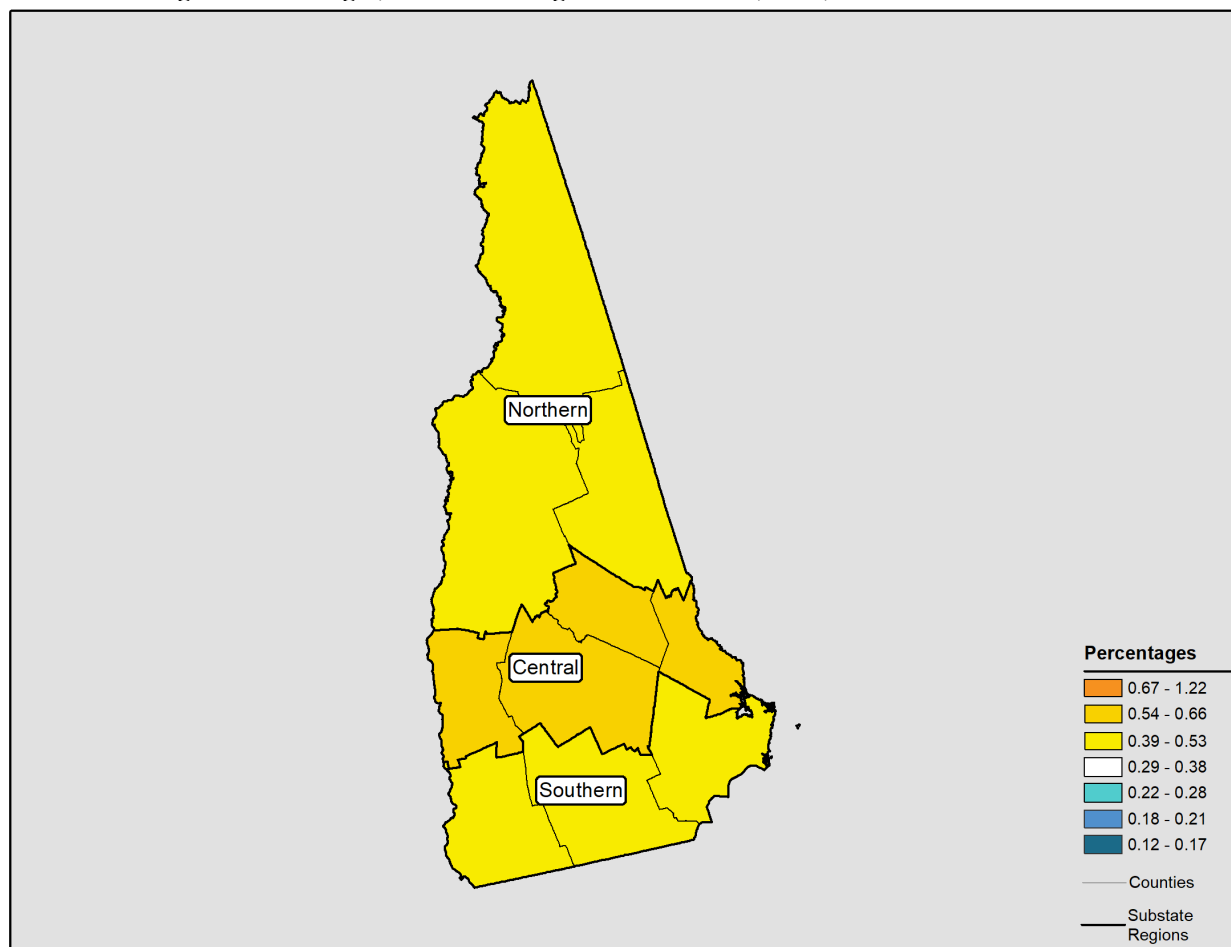 Northern
Central
Southern
Percentages
0.67 - 1.22
0.54 - 0.66
0.39 - 0.53
0.29 - 0.38
0.22 - 0.28
0.18 - 0.21
0.12 - 0.17
Counties
Substate
Regions